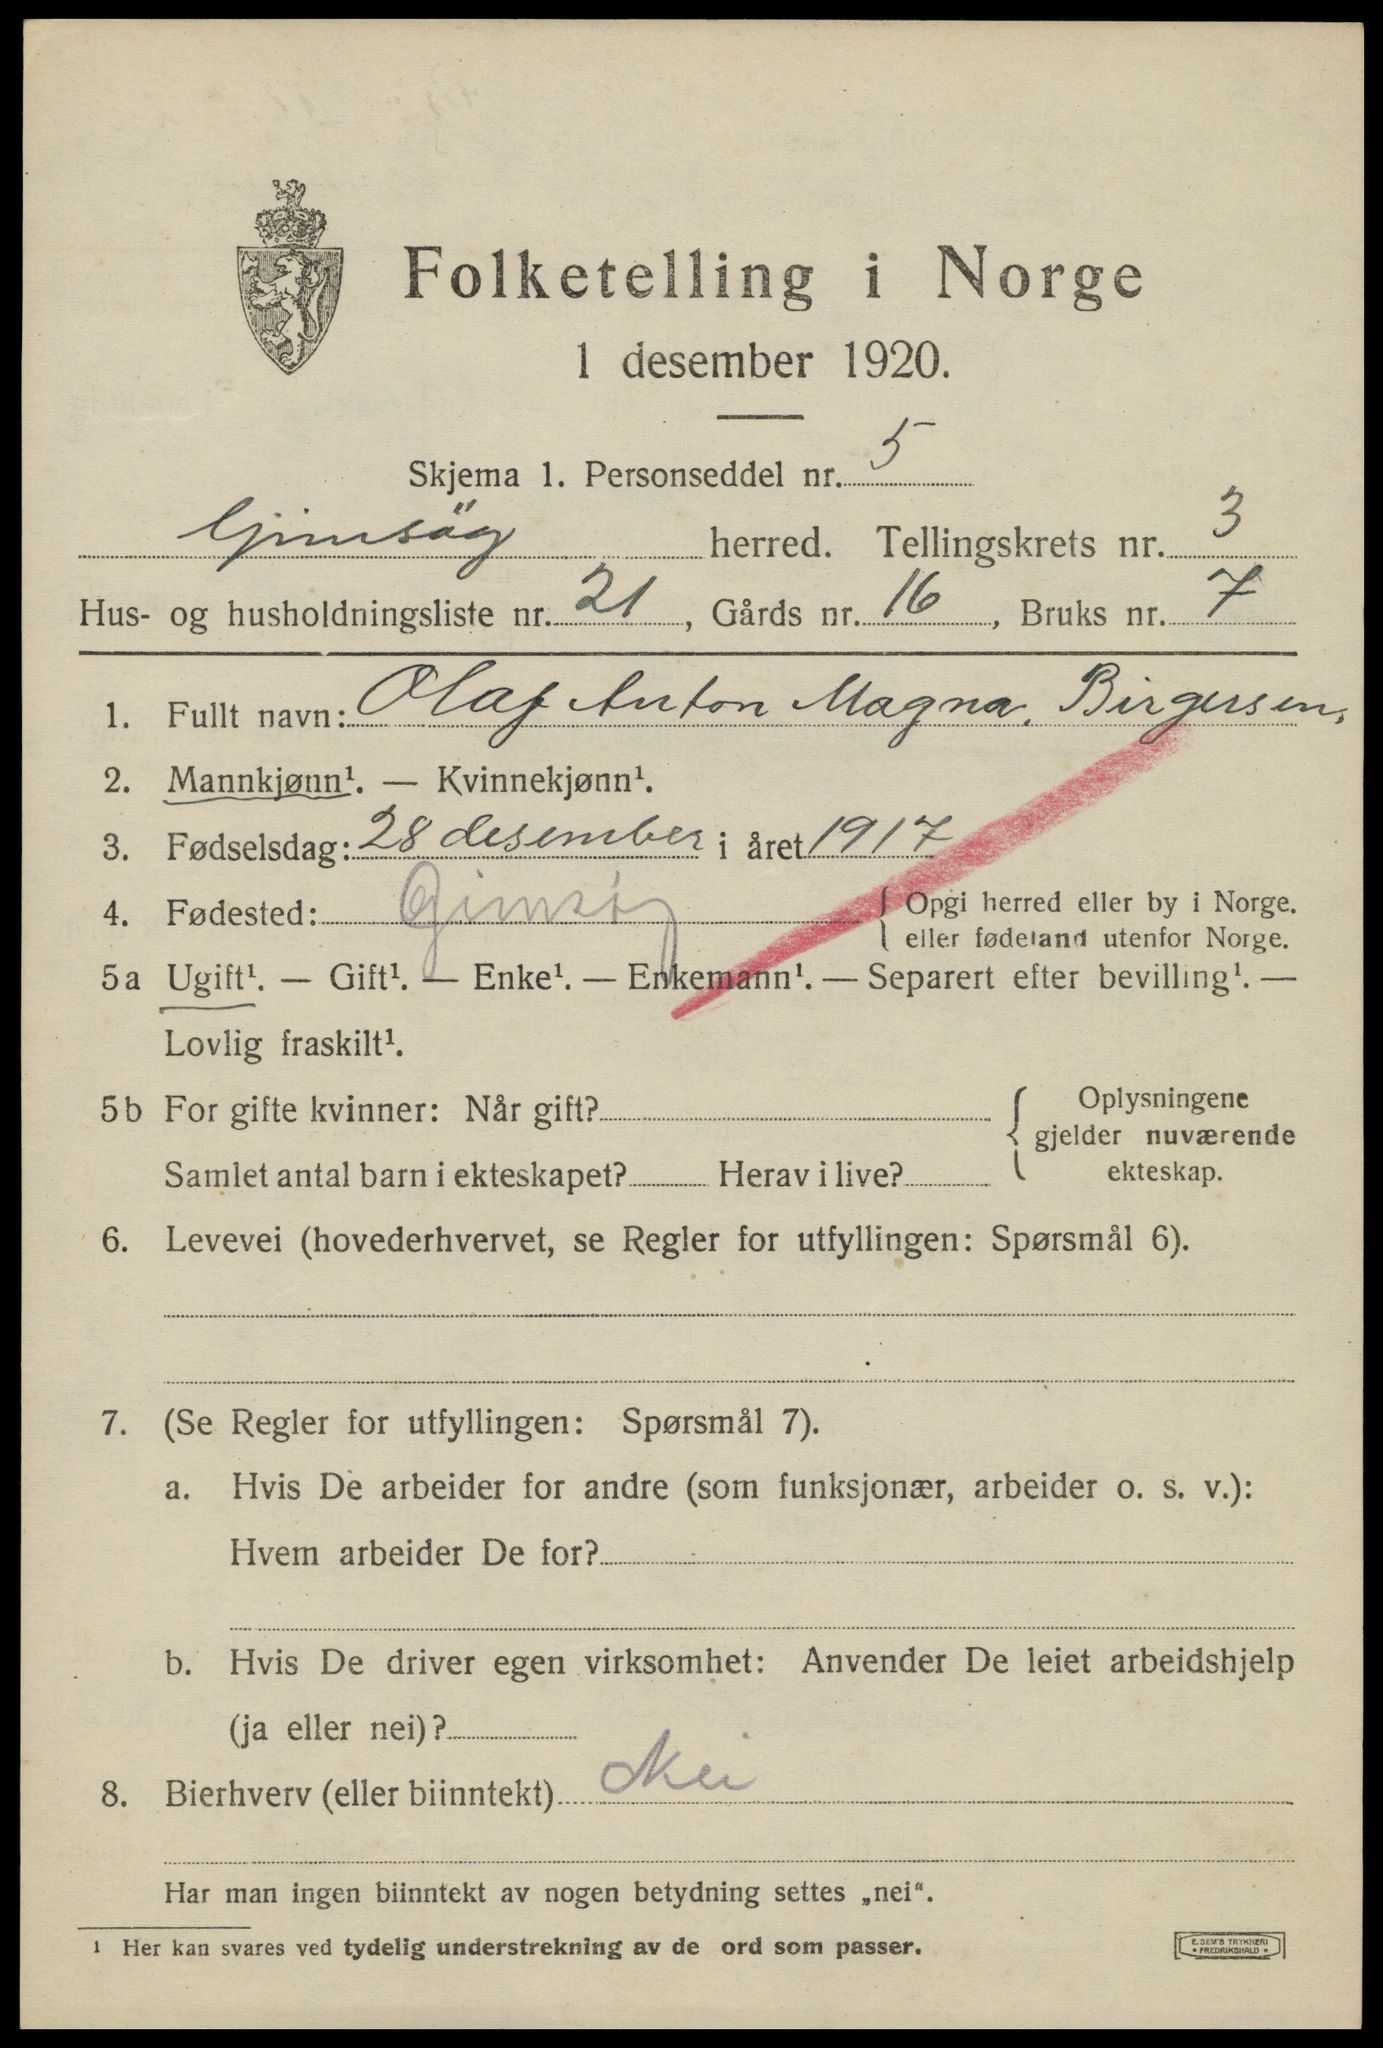 Folketelling i Norge
1 desember 1920.
Skjema 1. Personseddel nr. 5
Gimsöy herred. Tellingskrets nr. 3
Hus- og husholdningsliste nr. 21, Gårds nr. 16, Bruks nr. 7
1. Fullt navn: Olaf Anton Magna. Birgersen.
2. Mannkjønn¹. — Kvinnekjønn¹.
3. Fødselsdag: 28 desember i året 1917
4. Fødested: Gimsøy { Opgi herred eller by i Norge.
eller fødeland utenfor Norge.
5a Ugift¹. — Gift¹. — Enke¹. — Enkemann¹. — Separert efter bevilling¹. —
Lovlig fraskilt¹.
5b For gifte kvinner: Når gift? { Oplysningene
gjelder nuværende
Samlet antal barn i ekteskapet? Herav i live? ekteskap.
6. Levevei (hovederhvervet, se Regler for utfyllingen: Spørsmål 6).
7. (Se Regler for utfyllingen: Spørsmål 7).
a. Hvis De arbeider for andre (som funksjonær, arbeider o. s. v.):
Hvem arbeider De for?
b. Hvis De driver egen virksomhet: Anvender De leiet arbeidshjelp
(ja eller nei)?
8. Bierhverv (eller biinntekt) Nei
Har man ingen biinntekt av nogen betydning settes „nei“.
¹ Her kan svares ved tydelig understrekning av de ord som passer.
E. SEM'S TRYKKERI
* FREDRIKSHALD *